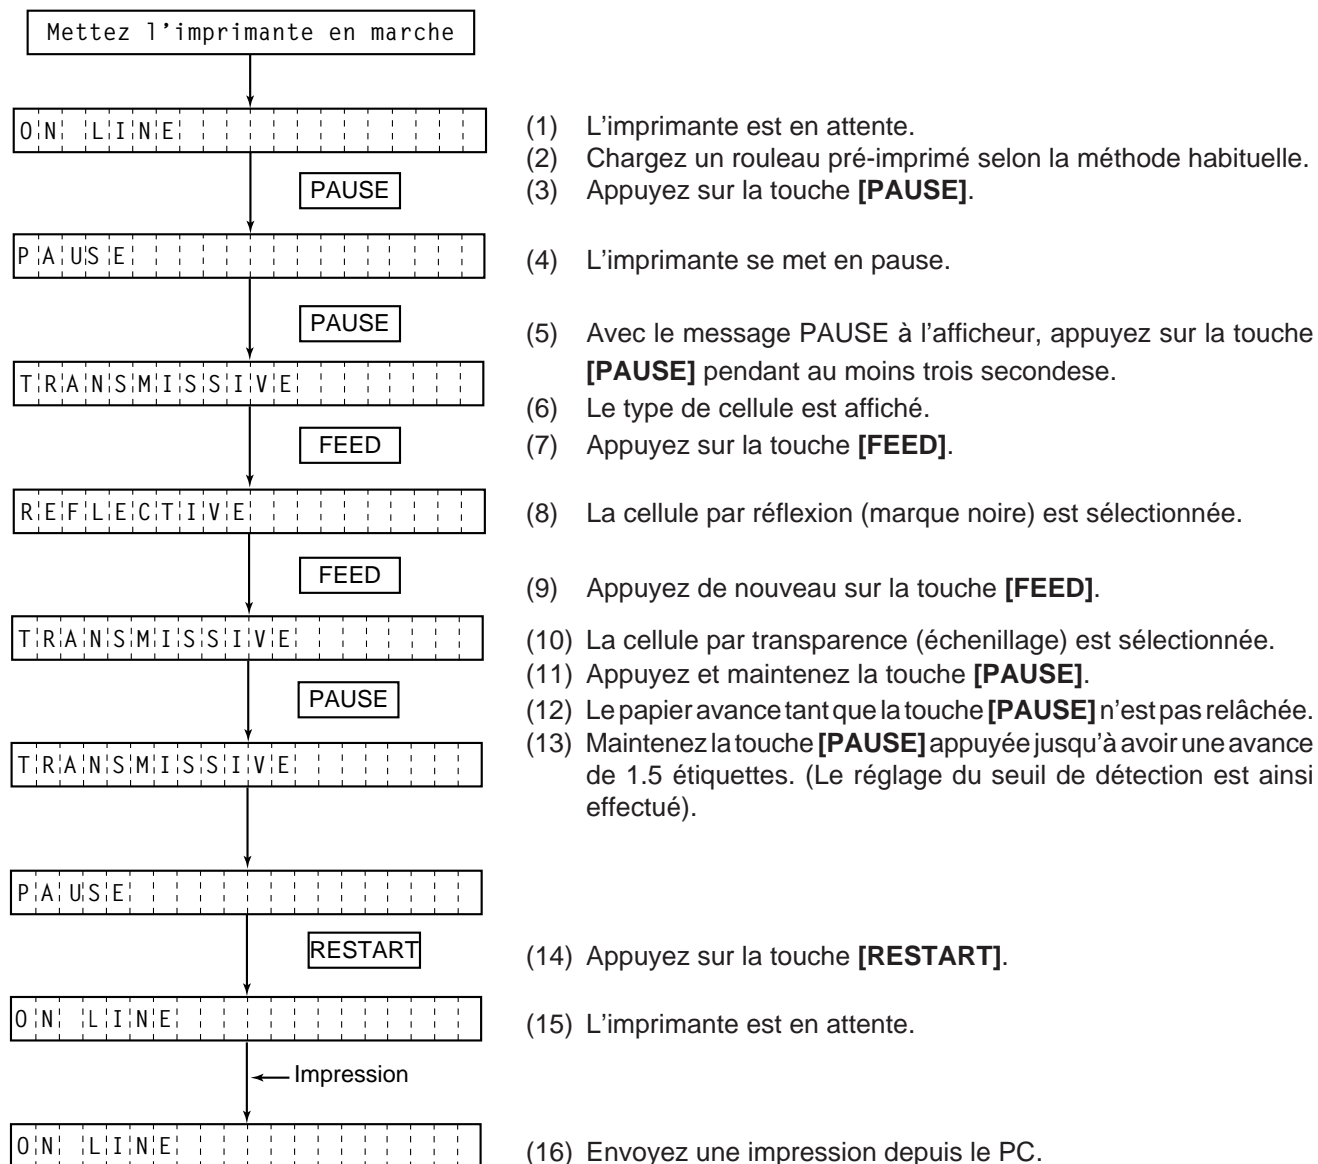 Mettez l'imprimante en marche
ON LINE
(1) L'imprimante est en attente.
(2) Chargez un rouleau pré-imprimé selon la méthode habituelle.
PAUSE
(3) Appuyez sur la touche [PAUSE].
PAUSE
(4) L'imprimante se met en pause.
PAUSE
(5) Avec le message PAUSE à l'afficheur, appuyez sur la touche
[PAUSE] pendant au moins trois secondese.
TRANSMISSIVE
(6) Le type de cellule est affiché.
FEED
(7) Appuyez sur la touche [FEED].
REFLECTIVE
(8) La cellule par réflexion (marque noire) est sélectionnée.
FEED
(9) Appuyez de nouveau sur la touche [FEED].
TRANSMISSIVE
(10) La cellule par transparence (échenillage) est sélectionnée.
(11) Appuyez et maintenez la touche [PAUSE].
PAUSE
(12) Le papier avance tant que la touche [PAUSE] n'est pas relâchée.
TRANSMISSIVE
(13) Maintenez la touche [PAUSE] appuyée jusqu'à avoir une avance
de 1.5 étiquettes. (Le réglage du seuil de détection est ainsi
effectué).
PAUSE
RESTART
(14) Appuyez sur la touche [RESTART].
ON LINE
(15) L'imprimante est en attente.
Impression
ON LINE
(16) Envoyez une impression depuis le PC.